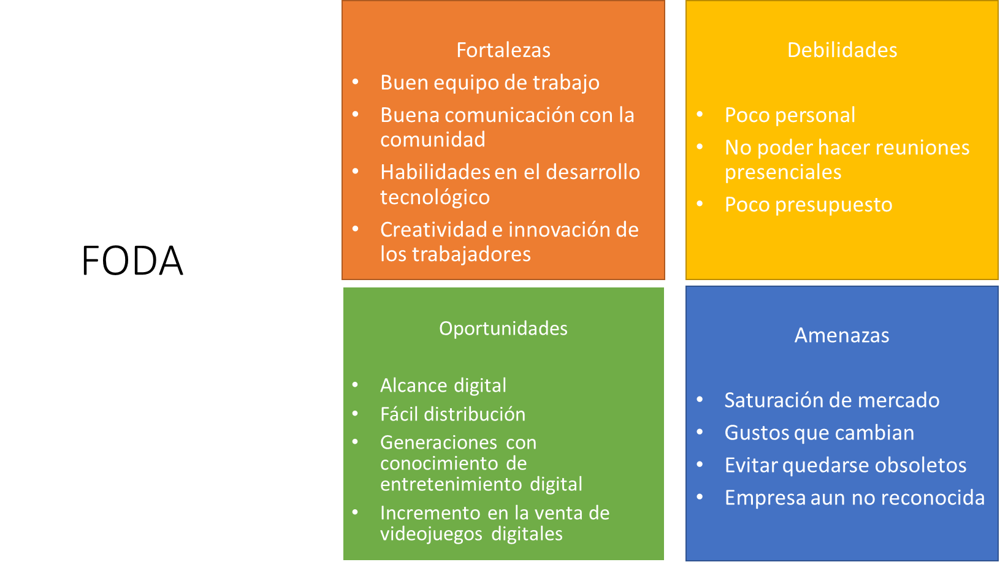 FODA
Fortalezas
• Buen equipo de trabajo
• Buena comunicación con la
comunidad
• Habilidades en el desarrollo
tecnológico
• Creatividad e innovación de
los trabajadores
Debilidades
• Poco personal
• No poder hacer reuniones
presenciales
• Poco presupuesto
Oportunidades
• Alcance digital
• Fácil distribución
• Generaciones con
conocimiento de
entretenimiento digital
• Incremento en la venta de
videojuegos digitales
Amenazas
• Saturación de mercado
• Gustos que cambian
• Evitar quedarse obsoletos
• Empresa aun no reconocida